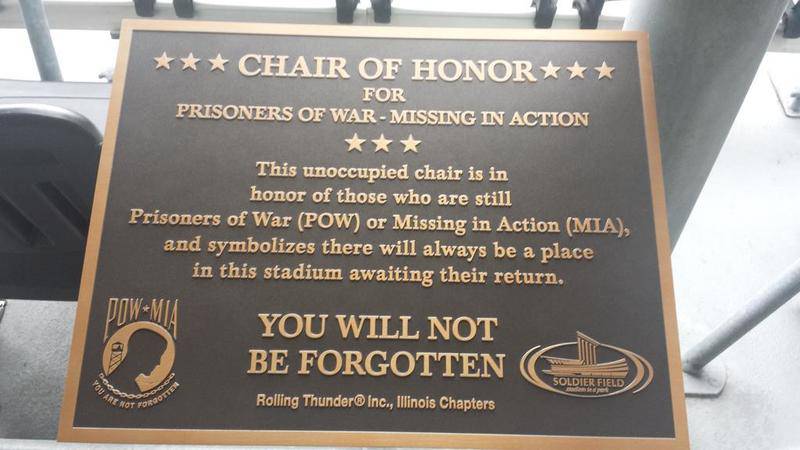 ★★★ CHAIR OF HONOR ★★★
FOR
PRISONERS OF WAR - MISSING IN ACTION
★★★
This unoccupied chair is in
honor of those who are still
Prisoners of War (POW) or Missing in Action (MIA),
and symbolizes there will always be a place
in this stadium awaiting their return.
POW★MIA
YOU ARE NOT FORGOTTEN
YOU WILL NOT
BE FORGOTTEN
Rolling Thunder® Inc., Illinois Chapters
SOLDIER FIELD
stadium in a park